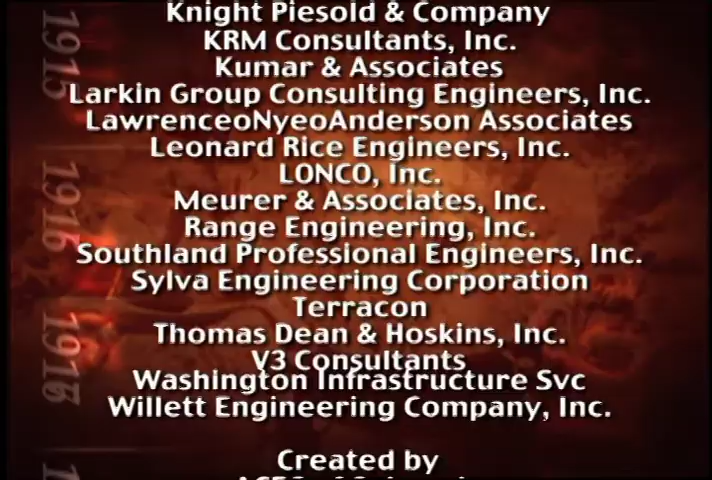 Knight Piesold & Company
KRM Consultants, Inc.
Kumar & Associates
Larkin Group Consulting Engineers, Inc.
LawrenceoNyeoAnderson Associates
Leonard Rice Engineers, Inc.
LONCO, Inc.
Meurer & Associates, Inc.
Range Engineering, Inc.
Southland Professional Engineers, Inc.
Sylva Engineering Corporation
Terracon
Thomas Dean & Hoskins, Inc.
V3 Consultants
Washington Infrastructure Svc
Willett Engineering Company, Inc.
Created by
1915
1916